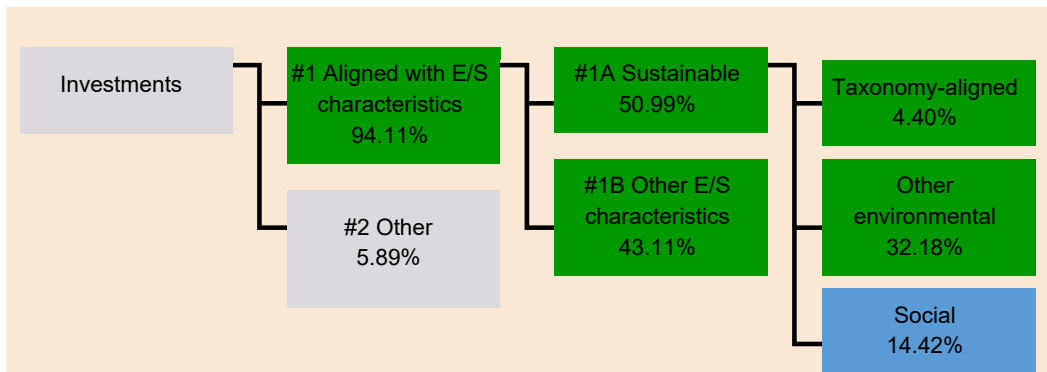 Investments
#1 Aligned with E/S
characteristics
94.11%
#2 Other
5.89%
#1A Sustainable
50.99%
#1B Other E/S
characteristics
43.11%
Taxonomy-aligned
4.40%
Other
environmental
32.18%
Social
14.42%